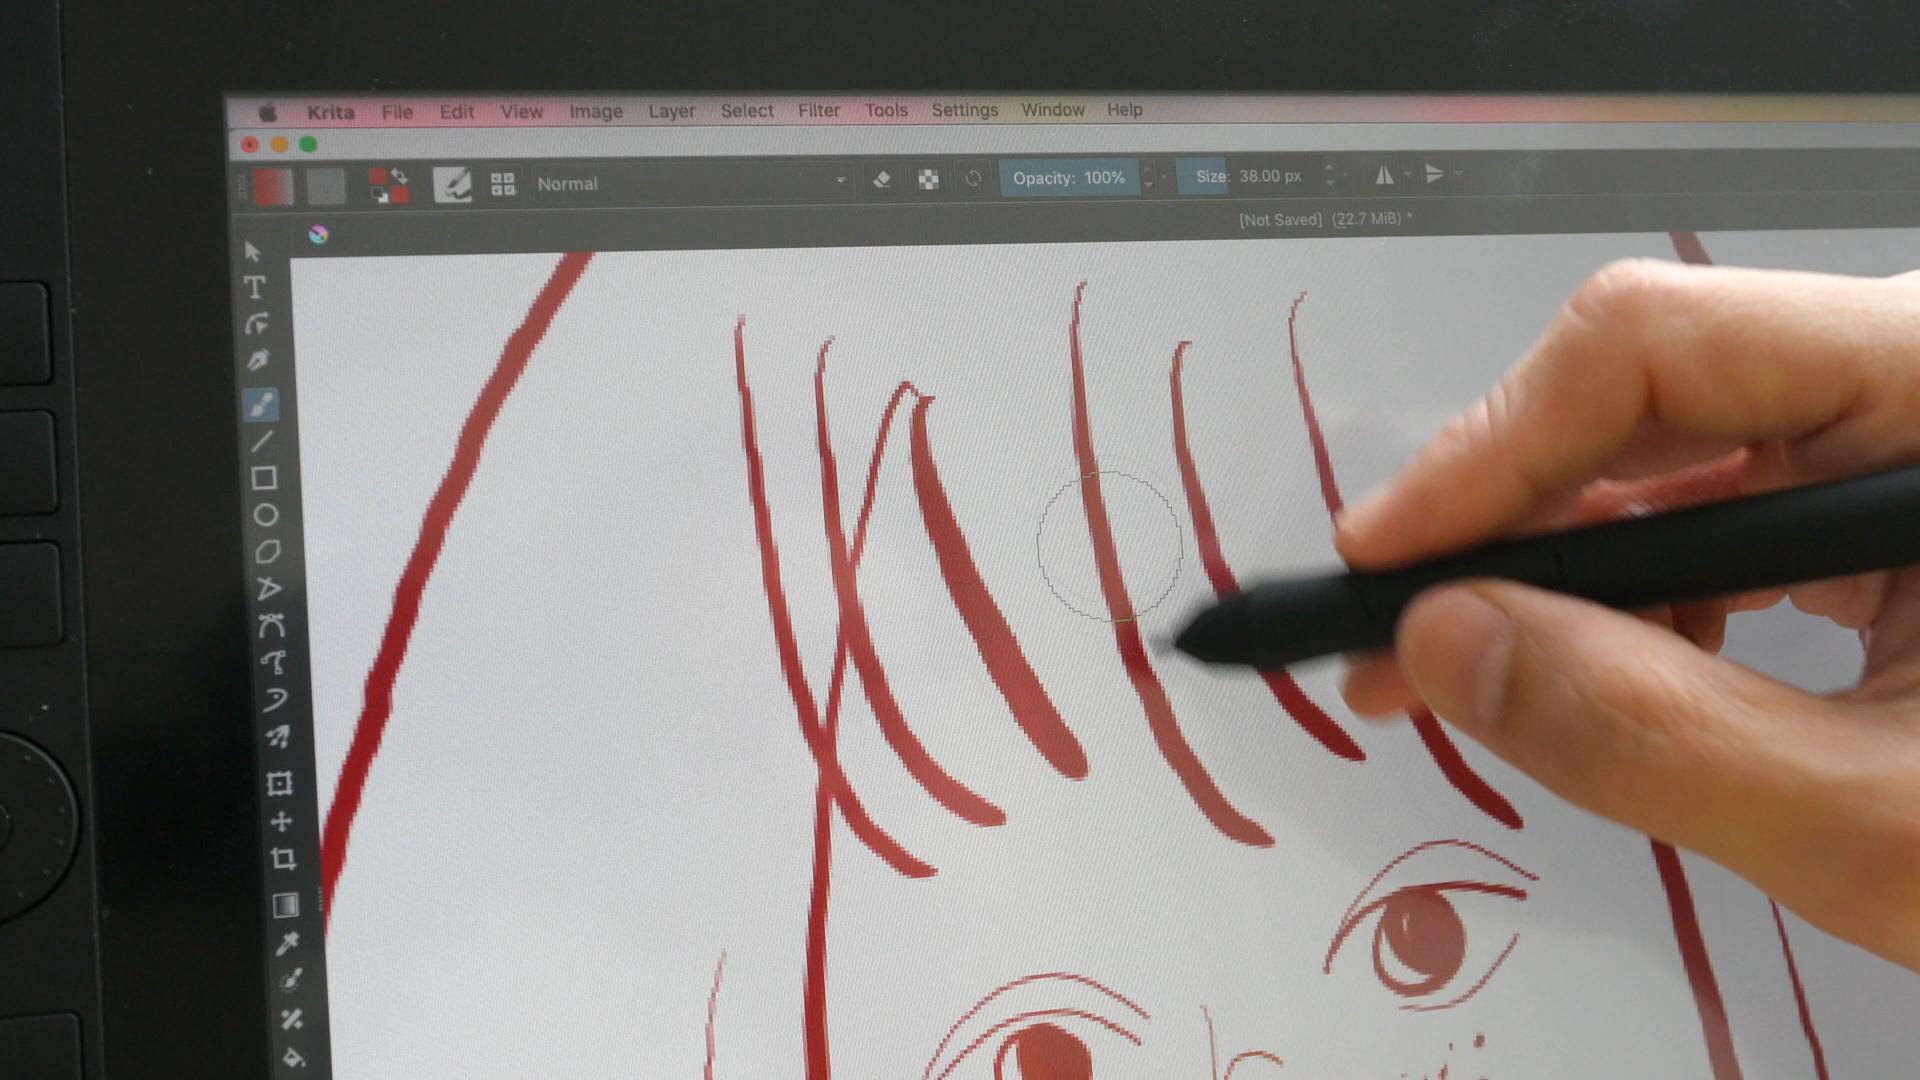 Krita File Edit View Image Layer Select Filter Tools Settings Window Help
Normal Opacity: 100% Size: 38.00 px
[Not Saved] (22.7 MiB) *